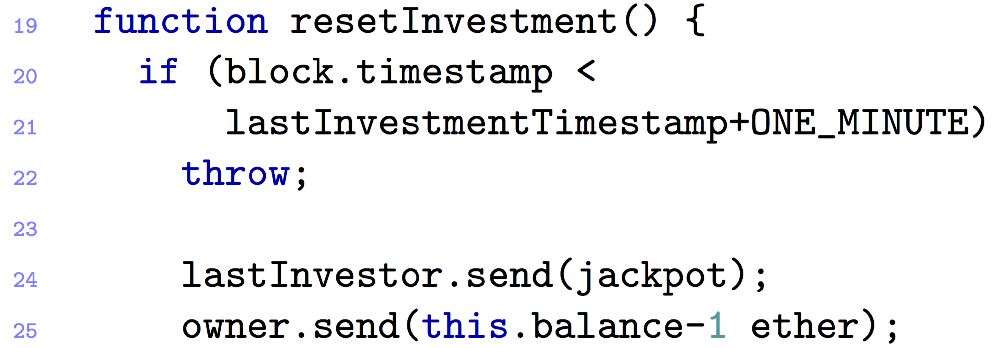 19 function resetInvestment() {
20 if (block.timestamp <
21 lastInvestmentTimestamp+ONE_MINUTE)
22 throw;
23
24 lastInvestor.send(jackpot);
25 owner.send(this.balance-1 ether);